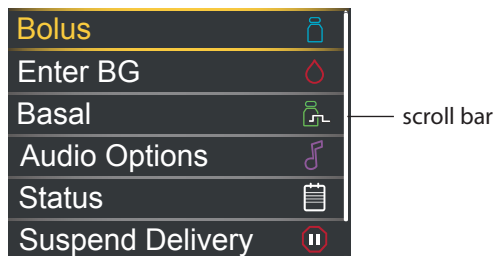 Bolus
Enter BG
Basal
scroll bar
Audio Options
Status
Suspend Delivery